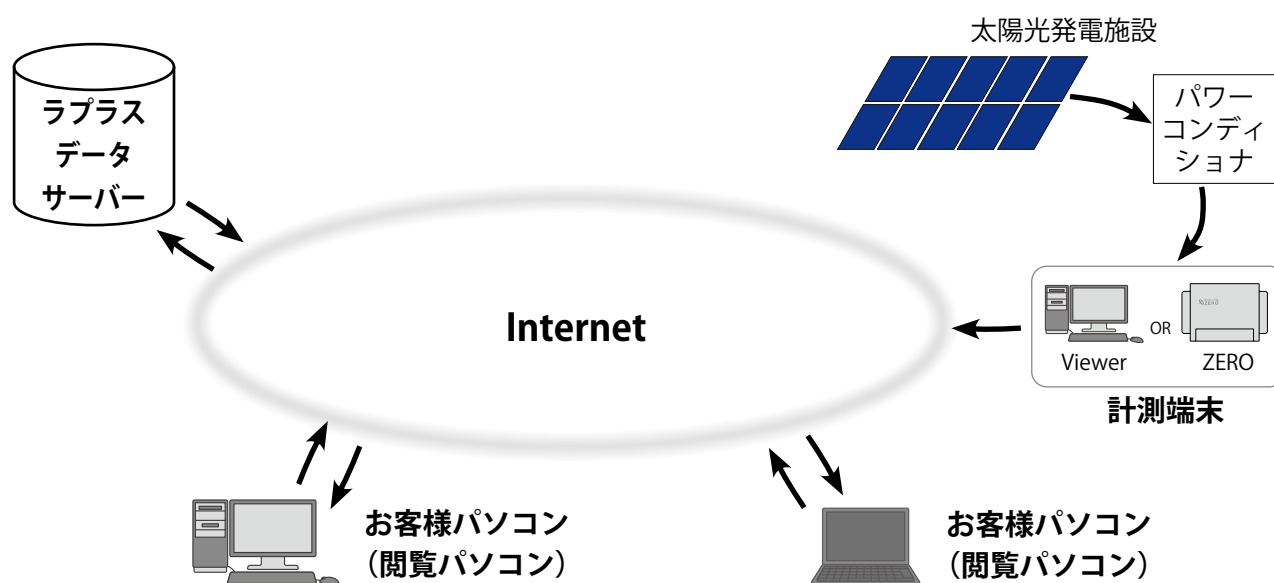 太陽光発電施設
ラプラス
データ
サーバー
パワー
コンディ
ショナ
Internet
ZERO
OR
Viewer
ZERO
計測端末
お客様パソコン
（閲覧パソコン）
お客様パソコン
（閲覧パソコン）